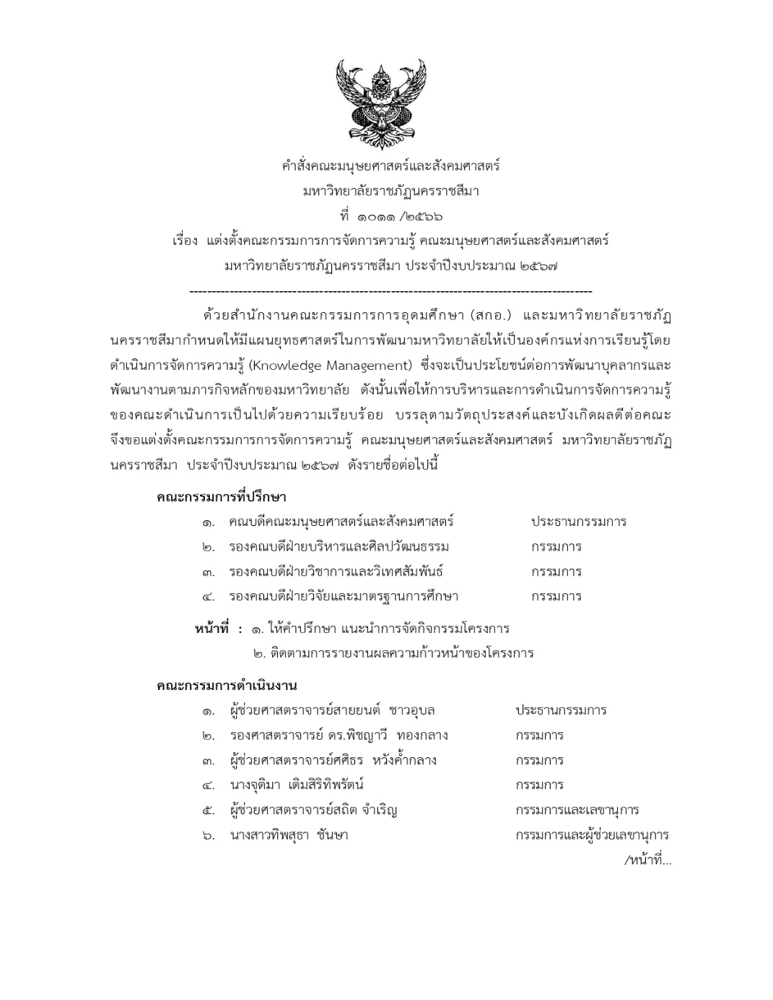 คำสั่งคณะมนุษยศาสตร์และสังคมศาสตร์
มหาวิทยาลัยราชภัฏนครราชสีมา
ที่ ๑๐๑๑ /๒๕๖๖
เรื่อง แต่งตั้งคณะกรรมการการจัดการความรู้ คณะมนุษยศาสตร์และสังคมศาสตร์
มหาวิทยาลัยราชภัฏนครราชสีมา ประจำปีงบประมาณ ๒๕๖๗
------------------------------------------------------------------------------------------
ด้วยสำนักงานคณะกรรมการการอุดมศึกษา (สกอ.) และมหาวิทยาลัยราชภัฏ
นครราชสีมากำหนดให้มีแผนยุทธศาสตร์ในการพัฒนามหาวิทยาลัยให้เป็นองค์กรแห่งการเรียนรู้โดย
ดำเนินการจัดการความรู้ (Knowledge Management) ซึ่งจะเป็นประโยชน์ต่อการพัฒนาบุคลากรและ
พัฒนางานตามภารกิจหลักของมหาวิทยาลัย ดังนั้นเพื่อให้การบริหารและการดำเนินการจัดการความรู้
ของคณะดำเนินการเป็นไปด้วยความเรียบร้อย บรรลุตามวัตถุประสงค์และบังเกิดผลดีต่อคณะ
จึงขอแต่งตั้งคณะกรรมการการจัดการความรู้ คณะมนุษยศาสตร์และสังคมศาสตร์ มหาวิทยาลัยราชภัฏ
นครราชสีมา ประจำปีงบประมาณ ๒๕๖๗ ดังรายชื่อต่อไปนี้
คณะกรรมการที่ปรึกษา
๑. คณบดีคณะมนุษยศาสตร์และสังคมศาสตร์ ประธานกรรมการ
๒. รองคณบดีฝ่ายบริหารและศิลปวัฒนธรรม กรรมการ
๓. รองคณบดีฝ่ายวิชาการและวิเทศสัมพันธ์ กรรมการ
๔. รองคณบดีฝ่ายวิจัยและมาตรฐานการศึกษา กรรมการ
หน้าที่ : ๑. ให้คำปรึกษา แนะนำการจัดกิจกรรมโครงการ
๒. ติดตามการรายงานผลความก้าวหน้าของโครงการ
คณะกรรมการดำเนินงาน
๑. ผู้ช่วยศาสตราจารย์สายยนต์ ชาวอุบล ประธานกรรมการ
๒. รองศาสตราจารย์ ดร.พิชญาวี ทองกลาง กรรมการ
๓. ผู้ช่วยศาสตราจารย์ศศิธร หวังค้ำกลาง กรรมการ
๔. นางจุติมา เติมสิริทิพรัตน์ กรรมการ
๕. ผู้ช่วยศาสตราจารย์สถิต จำเริญ กรรมการและเลขานุการ
๖. นางสาวทิพสุธา ชันษา กรรมการและผู้ช่วยเลขานุการ
/หน้าที่...